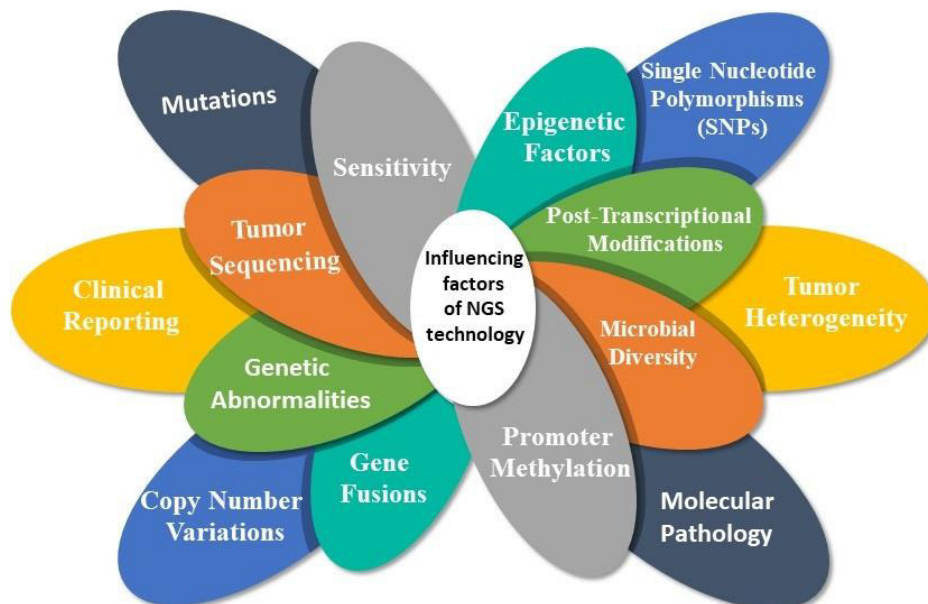 Mutations
Sensitivity
Epigenetic
Factors
Single Nucleotide
Polymorphisms
(SNPs)
Tumor
Sequencing
Post-Transcriptional
Modifications
Clinical
Reporting
Influencing
factors
of NGS
technology
Tumor
Heterogeneity
Microbial
Diversity
Genetic
Abnormalities
Promoter
Methylation
Gene
Fusions
Copy Number
Variations
Molecular
Pathology